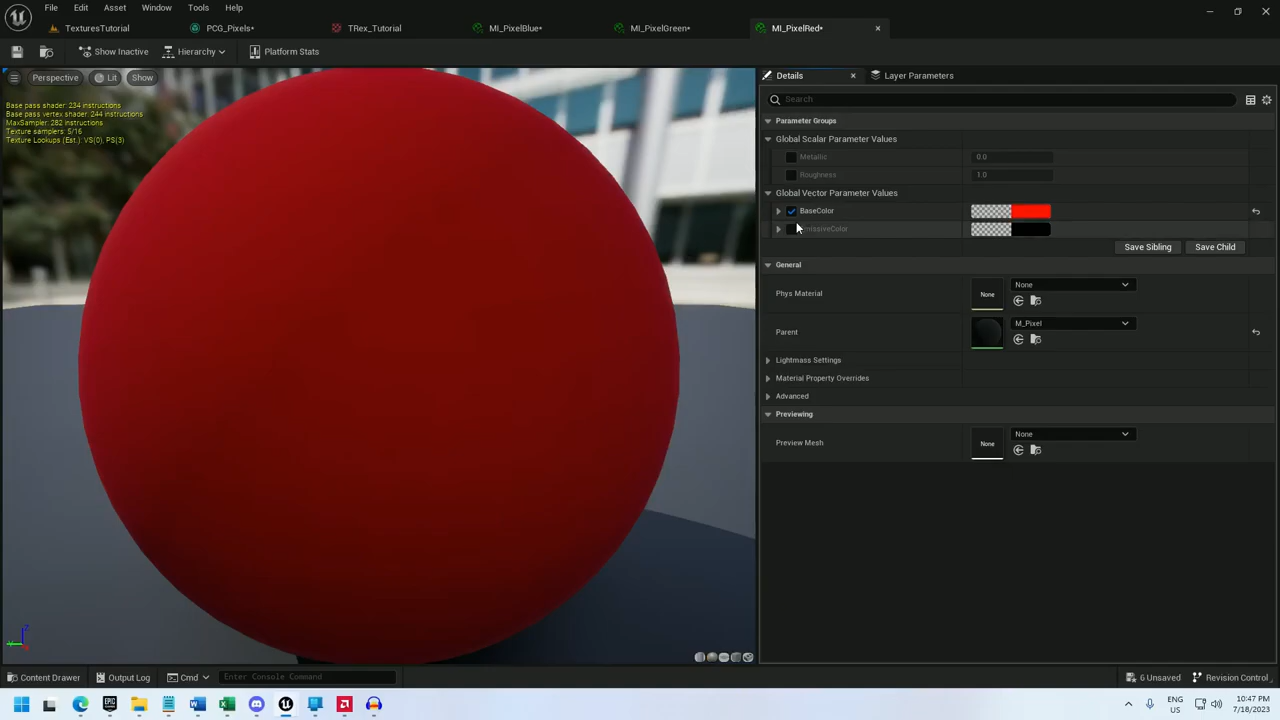 File Edit Asset Window Tools Help
TexturesTutorial PCG_Pixels* TRex_Tutorial MI_PixelBlue* MI_PixelGreen* MI_PixelRed*
Show Inactive Hierarchy Platform Stats
Perspective Lit Show
Details Layer Parameters
Base pass shader: 234 instructions
Base pass vertex shader: 244 instructions
MaxSampler: 282 instructions
Texture samplers: 5/16
Texture Lookups (Est.): VS(0), PS(3)
Search
Parameter Groups
Global Scalar Parameter Values
Metallic 0.0
Roughness 1.0
Global Vector Parameter Values
BaseColor
missiveColor
Save Sibling Save Child
General
Phys Material None None
Parent M_Pixel
Lightmass Settings
Material Property Overrides
Advanced
Previewing
Preview Mesh None None
Content Drawer Output Log Cmd Enter Console Command 6 Unsaved Revision Control
ENG
US
10:47 PM
7/18/2023